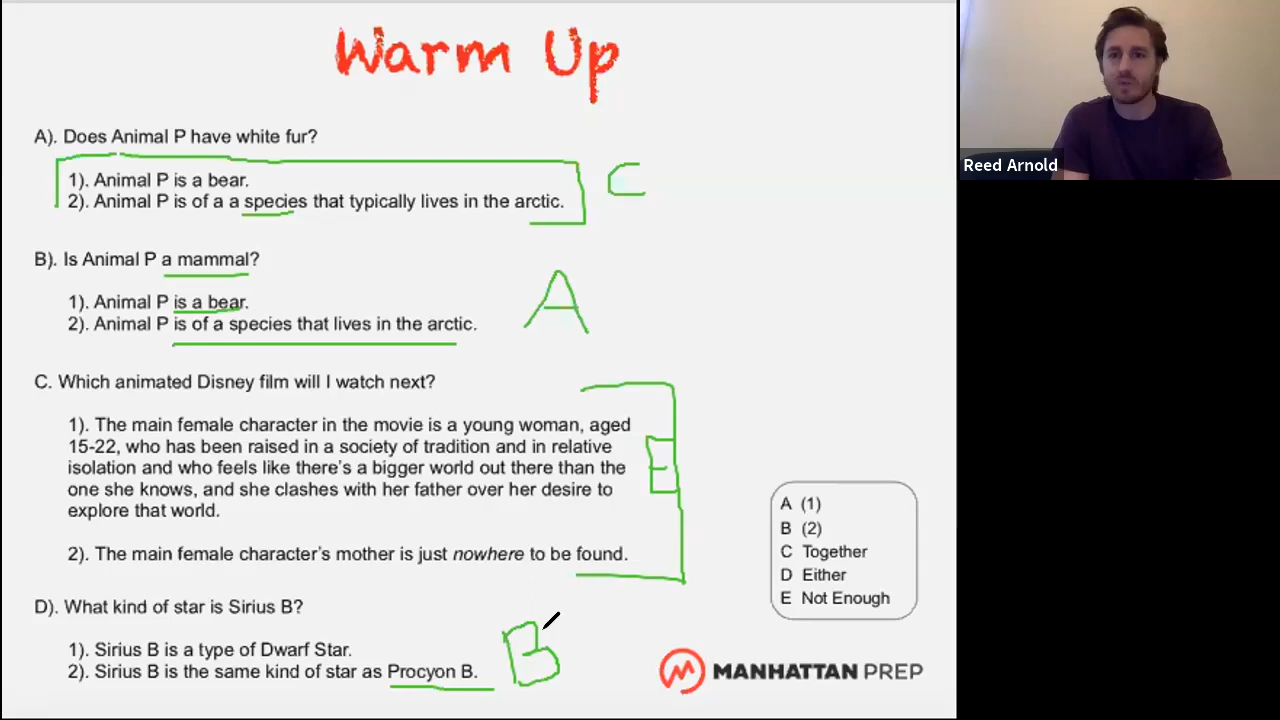 Warm Up
A). Does Animal P have white fur?
1). Animal P is a bear.
2). Animal P is of a a species that typically lives in the arctic.
C
B). Is Animal P a mammal?
1). Animal P is a bear.
2). Animal P is of a species that lives in the arctic.
A
C. Which animated Disney film will I watch next?
1). The main female character in the movie is a young woman, aged
15-22, who has been raised in a society of tradition and in relative
isolation and who feels like there's a bigger world out there than the
one she knows, and she clashes with her father over her desire to
explore that world.
E
2). The main female character's mother is just nowhere to be found.
D). What kind of star is Sirius B?
1). Sirius B is a type of Dwarf Star.
2). Sirius B is the same kind of star as Procyon B.
B
A (1)
B (2)
C Together
D Either
E Not Enough
MANHATTAN PREP
Reed Arnold